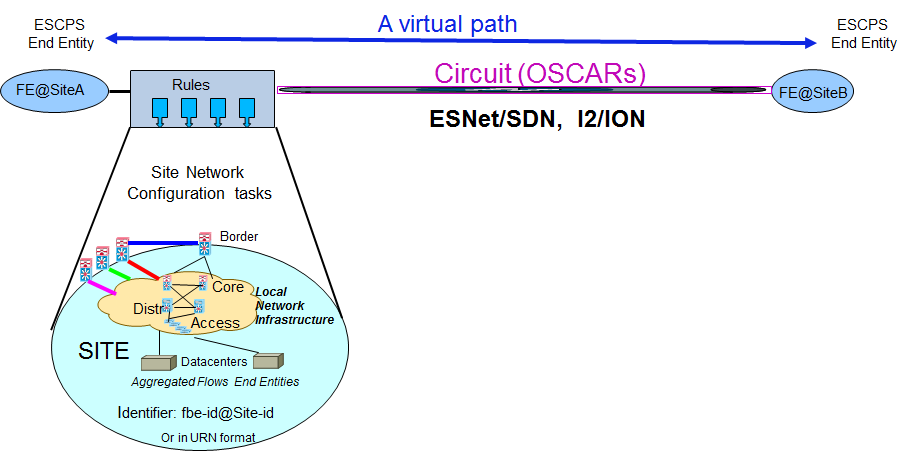 A virtual path
ESCPS
End Entity
ESCPS
End Entity
FE@SiteA
Rules
Circuit (OSCARs)
FE@SiteB
ESNet/SDN, I2/ION
Site Network
Configuration tasks
Border
Core
Local
Network
Infrastructure
Distr
Access
SITE
Datacenters
Aggregated Flows End Entities
Identifier: fbe-id@Site-id
Or in URN format